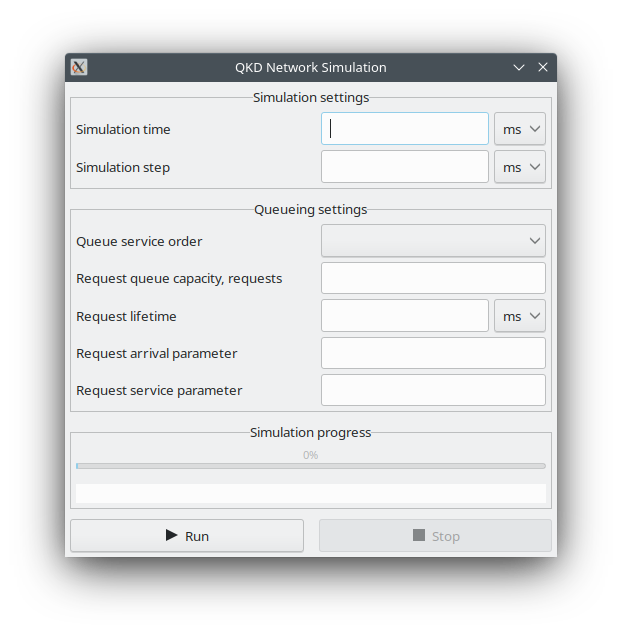 QKD Network Simulation
Simulation settings
Simulation time ms
Simulation step ms
Queueing settings
Queue service order
Request queue capacity, requests
Request lifetime ms
Request arrival parameter
Request service parameter
Simulation progress
0%
Run Stop